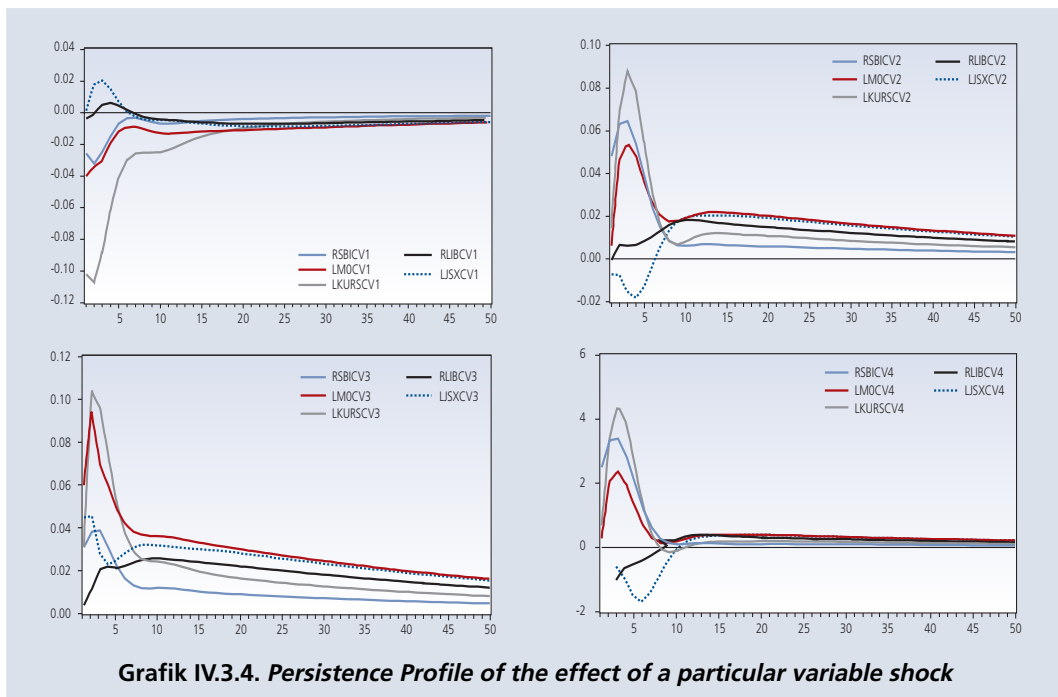 0.04
0.02
0.00
-0.02
-0.04
-0.06
-0.08
-0.10
-0.12
RSBICV1 RLIBCV1
LM0CV1 LJSXCV1
LKURSCV1
5 10 15 20 25 30 35 40 45 50
0.10
0.08
0.06
0.04
0.02
0.00
-0.02
RSBICV2 RLIBCV2
LM0CV2 LJSXCV2
LKURSCV2
5 10 15 20 25 30 35 40 45 50
0.12
0.10
0.08
0.06
0.04
0.02
0.00
RSBICV3 RLIBCV3
LM0CV3 LJSXCV3
LKURSCV3
5 10 15 20 25 30 35 40 45 50
6
4
2
0
-2
RSBICV4 RLIBCV4
LM0CV4 LJSXCV4
LKURSCV4
5 10 15 20 25 30 35 40 45 50
Grafik IV.3.4. Persistence Profile of the effect of a particular variable shock